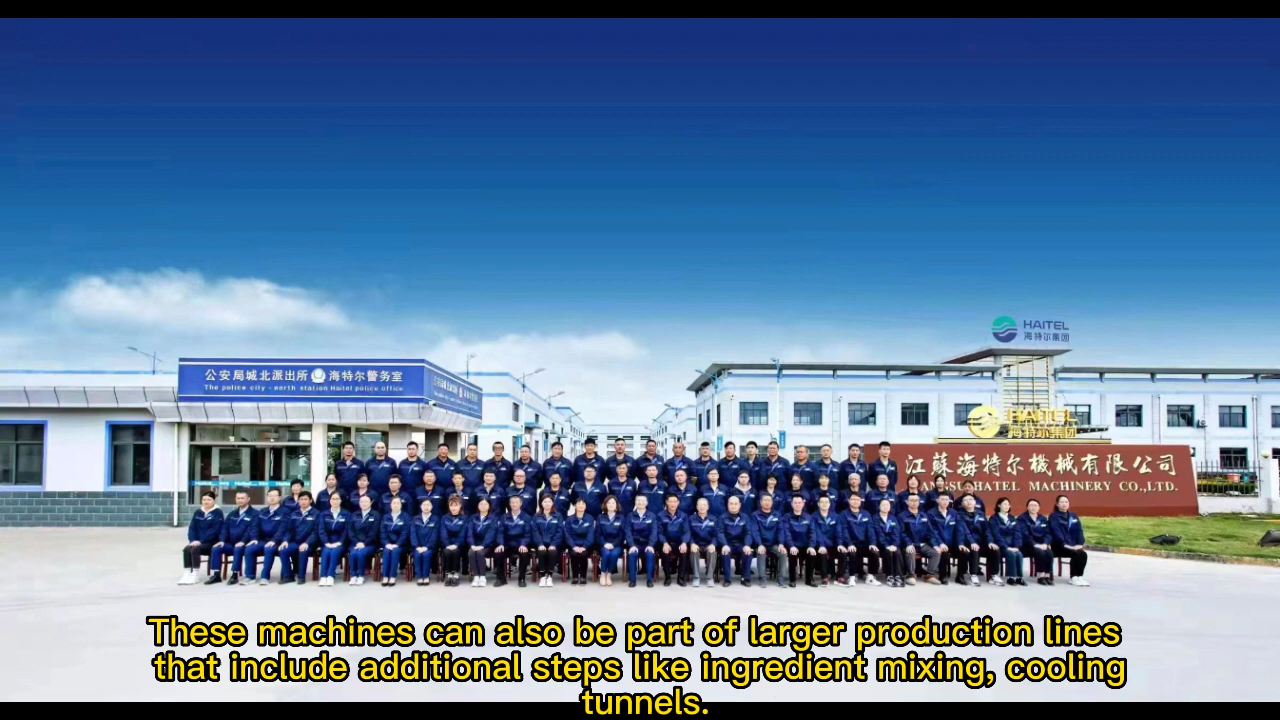 HAITEL
海特尔集团
公安局城北派出所 海特尔警务室
The police city - north station Haitel police office
HAITEL
海特尔集团
江蘇海特尔機械有限公司
JIANGSU HATEL MACHINERY CO.,LTD.
These machines can also be part of larger production lines
that include additional steps like ingredient mixing, cooling
tunnels.